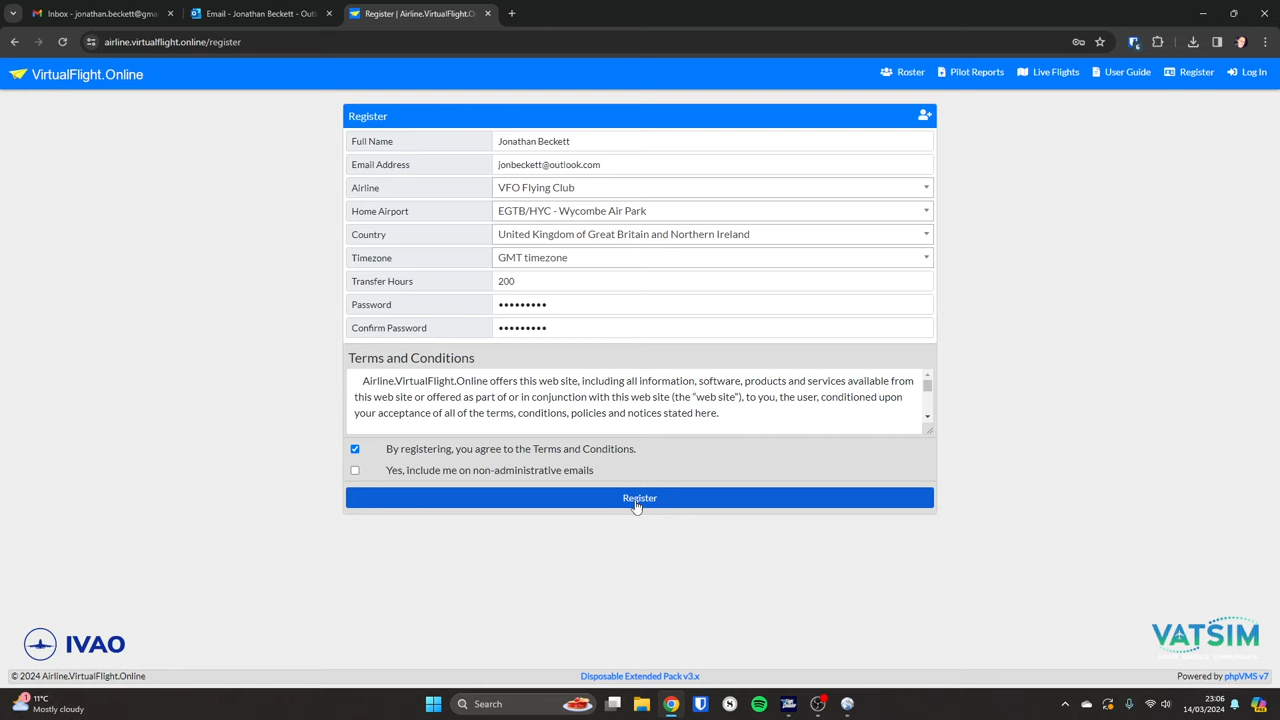 Inbox - jonathan.beckett@gma
Email - Jonathan Beckett - Outl
Register | Airline.VirtualFlight.O
airline.virtualflight.online/register
VirtualFlight.Online
Roster
Pilot Reports
Live Flights
User Guide
Register
Log In
Register
Full Name
Jonathan Beckett
Email Address
jonbeckett@outlook.com
Airline
VFO Flying Club
Home Airport
EGTB/HYC - Wycombe Air Park
Country
United Kingdom of Great Britain and Northern Ireland
Timezone
GMT timezone
Transfer Hours
200
Password
•••••••••
Confirm Password
•••••••••
Terms and Conditions
Airline.VirtualFlight.Online offers this web site, including all information, software, products and services available from
this web site or offered as part of or in conjunction with this web site (the “web site”), to you, the user, conditioned upon
your acceptance of all of the terms, conditions, policies and notices stated here.
By registering, you agree to the Terms and Conditions.
Yes, include me on non-administrative emails
Register
IVAO
VATSIM
© 2024 Airline.VirtualFlight.Online
Disposable Extended Pack v3.x
Powered by phpVMS v7
11°C
Mostly cloudy
Search
23:06
14/03/2024